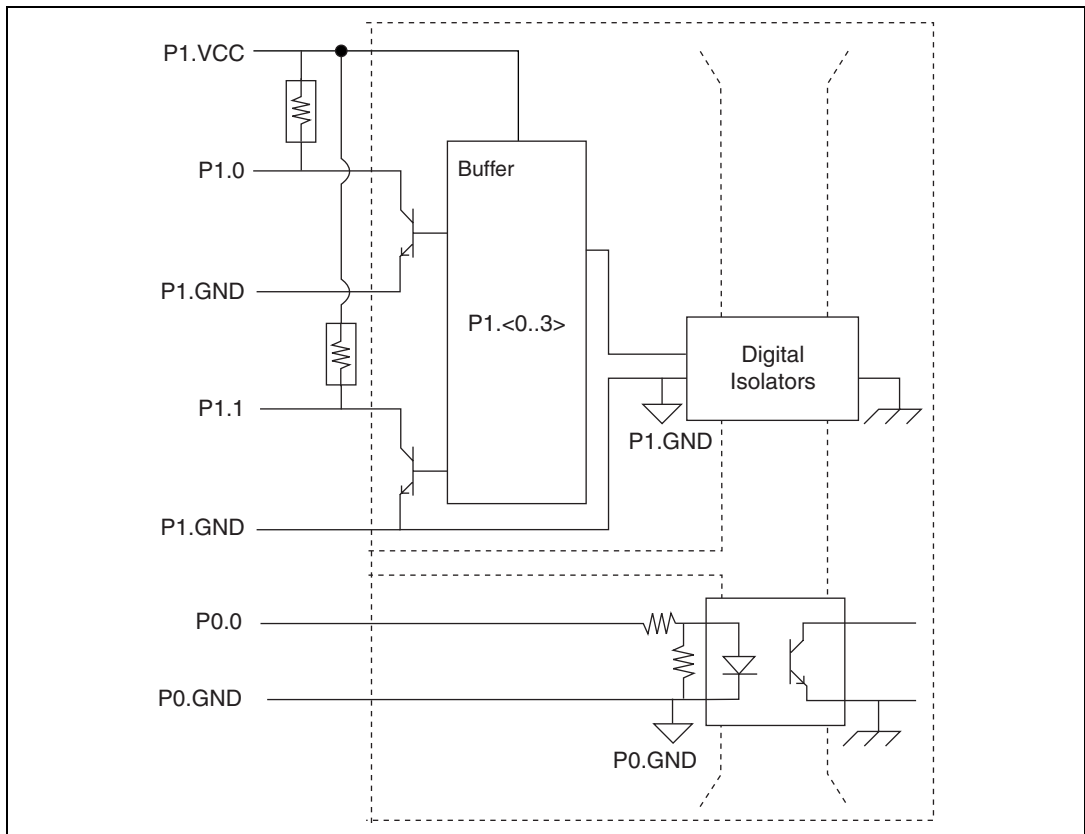 P1.VCC
Buffer
P1.0
P1.GND
P1.<0..3>
Digital
Isolators
P1.1
P1.GND
P1.GND
P0.0
P0.GND
P0.GND